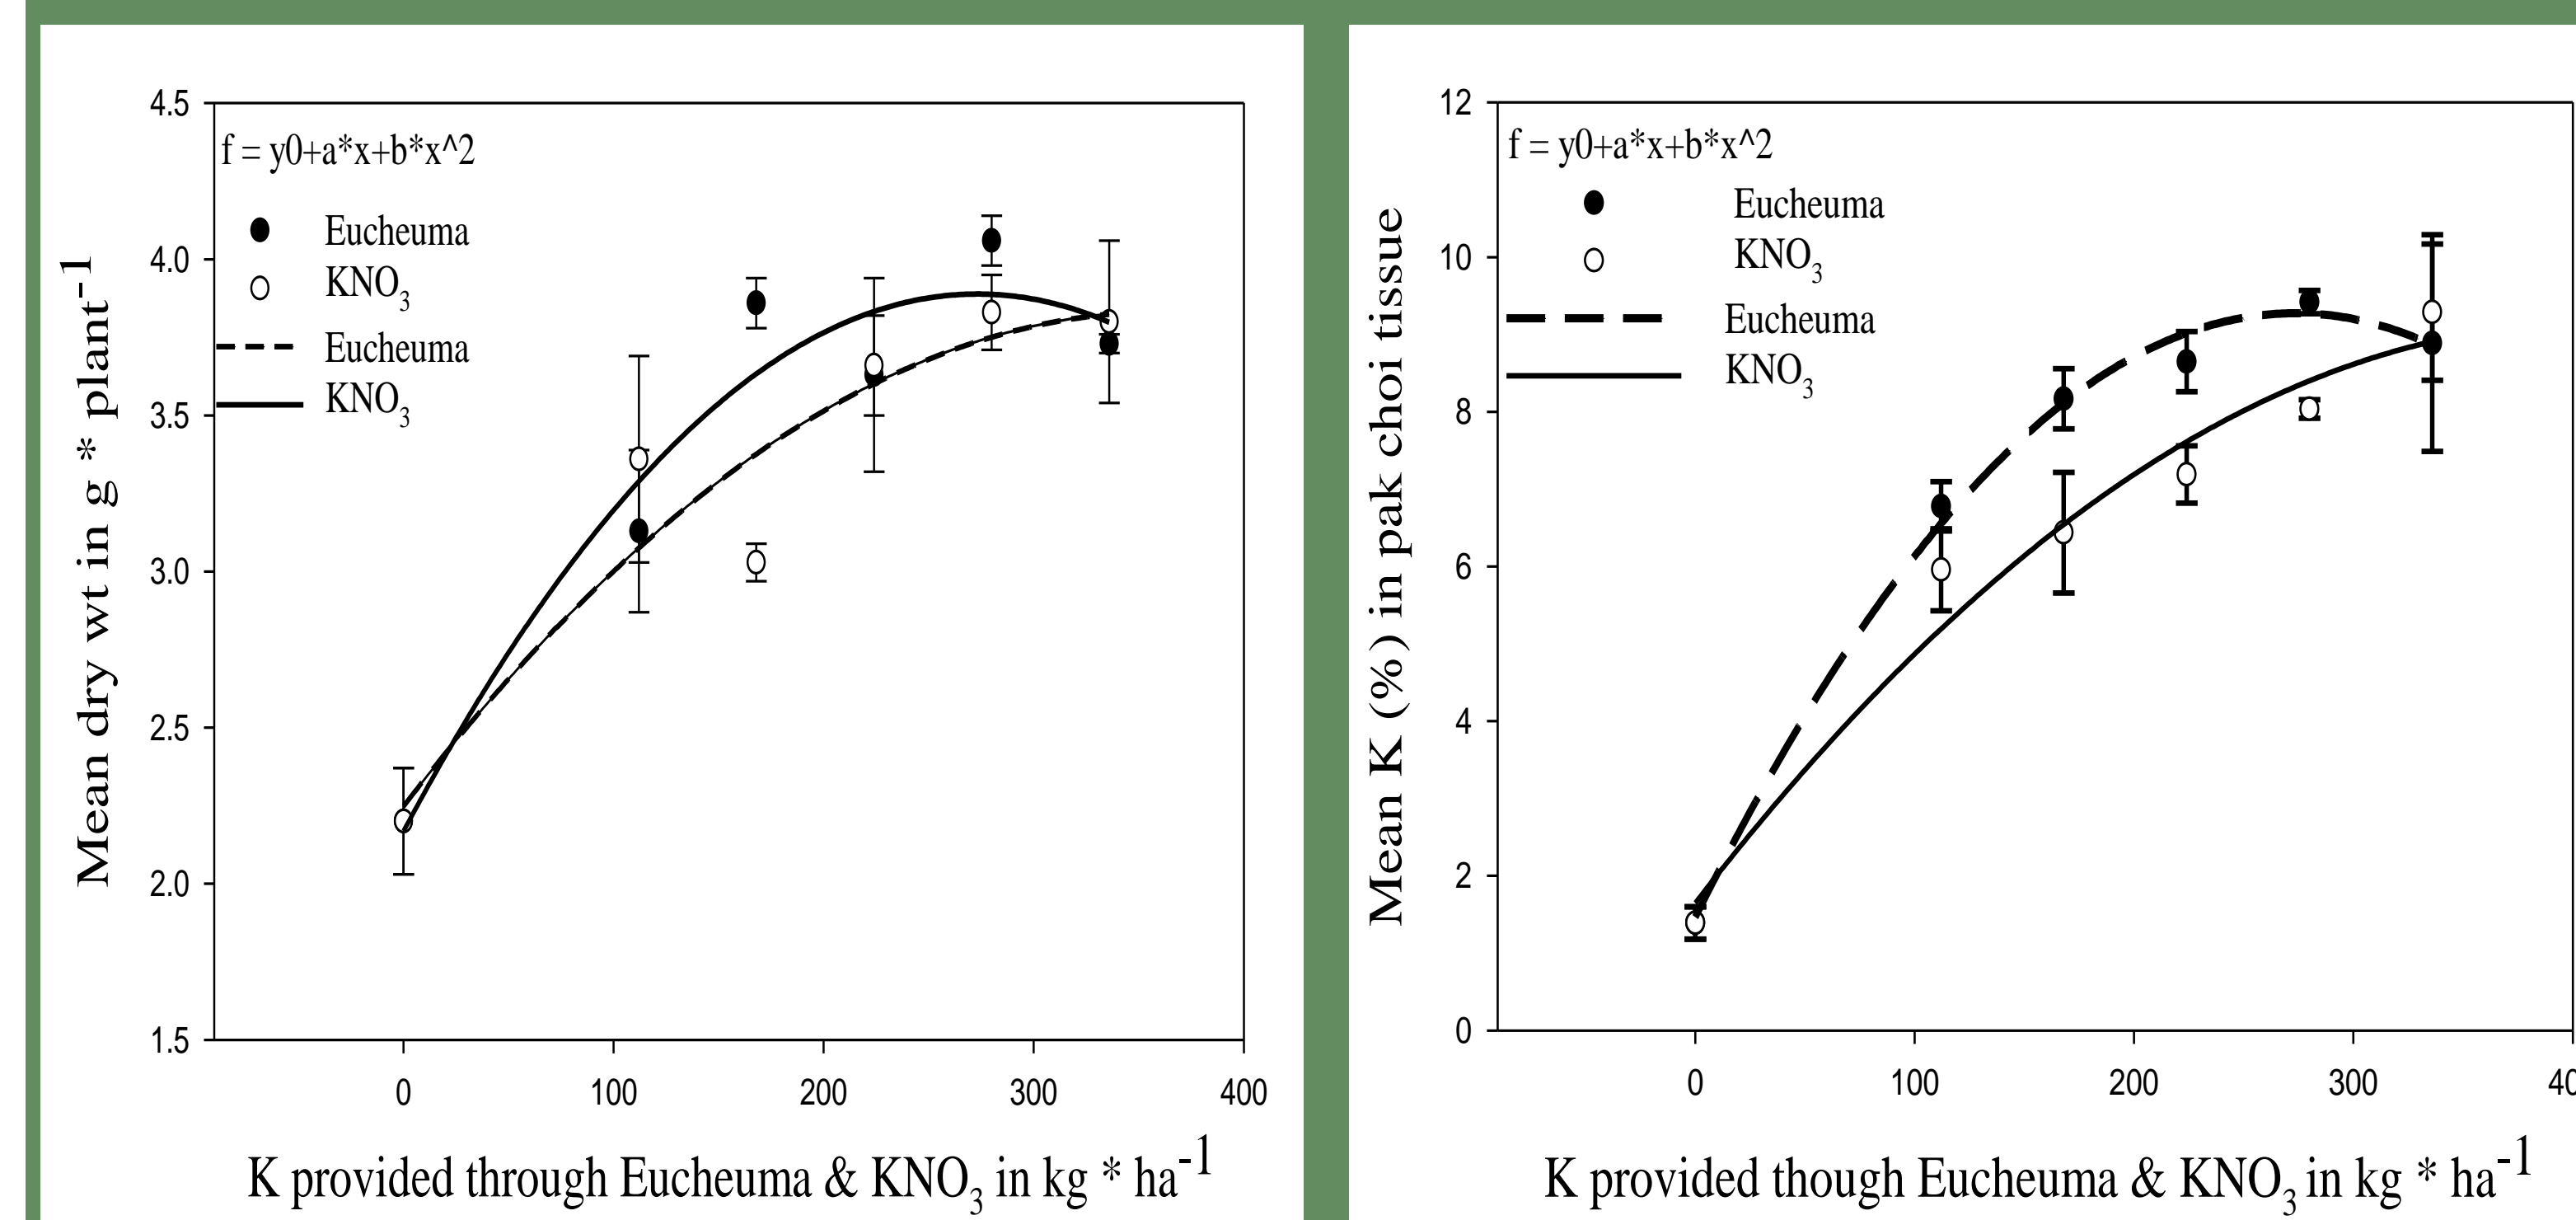 4.5
4.0
3.5
3.0
2.5
2.0
1.5
Mean dry wt in g * plant⁻¹
f = y0+a*x+b*x^2
Eucheuma
KNO₃
Eucheuma
KNO₃
0 100 200 300 400
K provided through Eucheuma & KNO₃ in kg * ha⁻¹
12
10
8
6
4
2
0
Mean K (%) in pak choi tissue
f = y0+a*x+b*x^2
Eucheuma
KNO₃
Eucheuma
KNO₃
0 100 200 300 40
K provided though Eucheuma & KNO₃ in kg * ha⁻¹